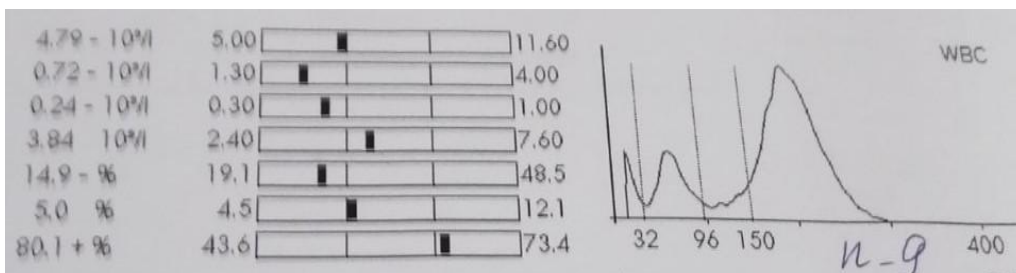 4.79 - 10⁹/l 5.00 11.60
0.72 - 10⁹/l 1.30 4.00
0.24 - 10⁹/l 0.30 1.00
3.84 10⁹/l 2.40 7.60
14.9 - % 19.1 48.5
5.0 % 4.5 12.1
80.1 + % 43.6 73.4
WBC
32 96 150 400
n-9